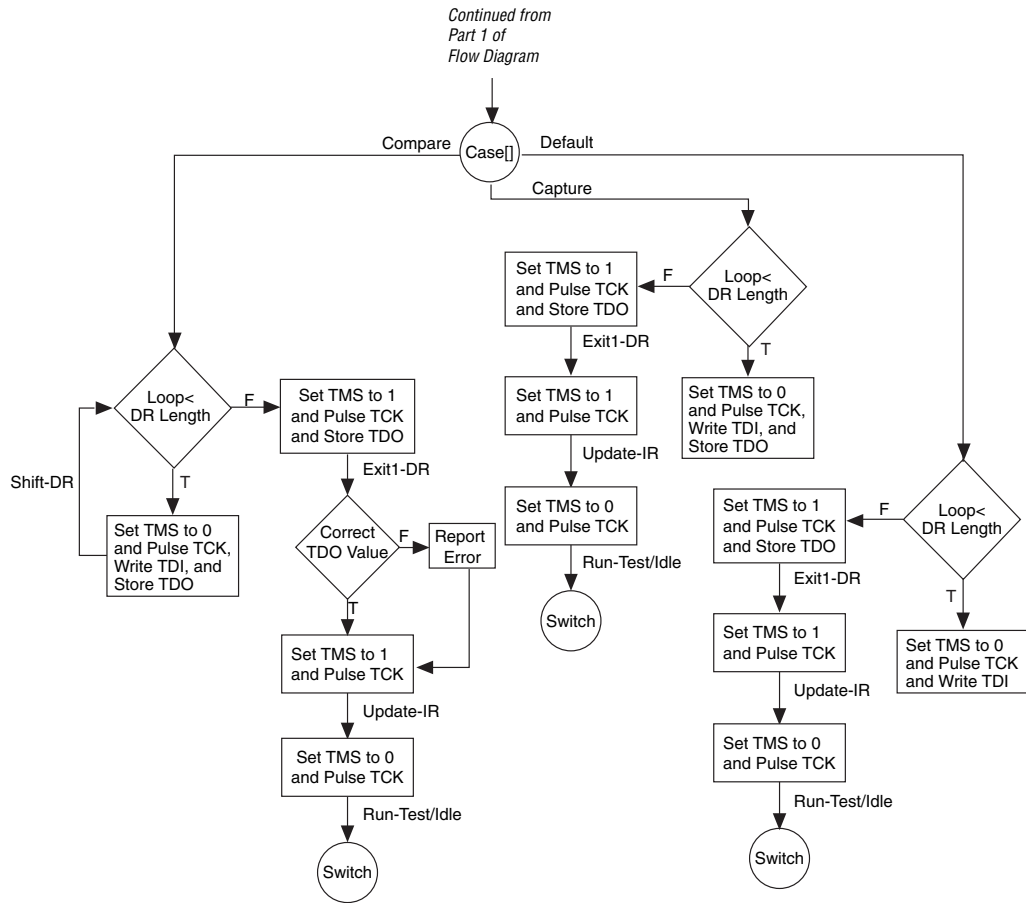 Continued from
Part 1 of
Flow Diagram
Compare
Case[]
Default
Capture
Set TMS to 1
and Pulse TCK
and Store TDO
F
Loop<
DR Length
Exit1-DR
T
Set TMS to 1
and Pulse TCK
Set TMS to 0
and Pulse TCK,
Write TDI, and
Store TDO
Update-IR
Set TMS to 0
and Pulse TCK
Run-Test/Idle
Switch
Loop<
DR Length
F
Set TMS to 1
and Pulse TCK
and Store TDO
Shift-DR
T
Exit1-DR
Set TMS to 0
and Pulse TCK,
Write TDI, and
Store TDO
Correct
TDO Value
F
Report
Error
T
Set TMS to 1
and Pulse TCK
Update-IR
Set TMS to 0
and Pulse TCK
Run-Test/Idle
Switch
Set TMS to 1
and Pulse TCK
and Store TDO
F
Loop<
DR Length
Exit1-DR
T
Set TMS to 1
and Pulse TCK
Set TMS to 0
and Pulse TCK
and Write TDI
Update-IR
Set TMS to 0
and Pulse TCK
Run-Test/Idle
Switch